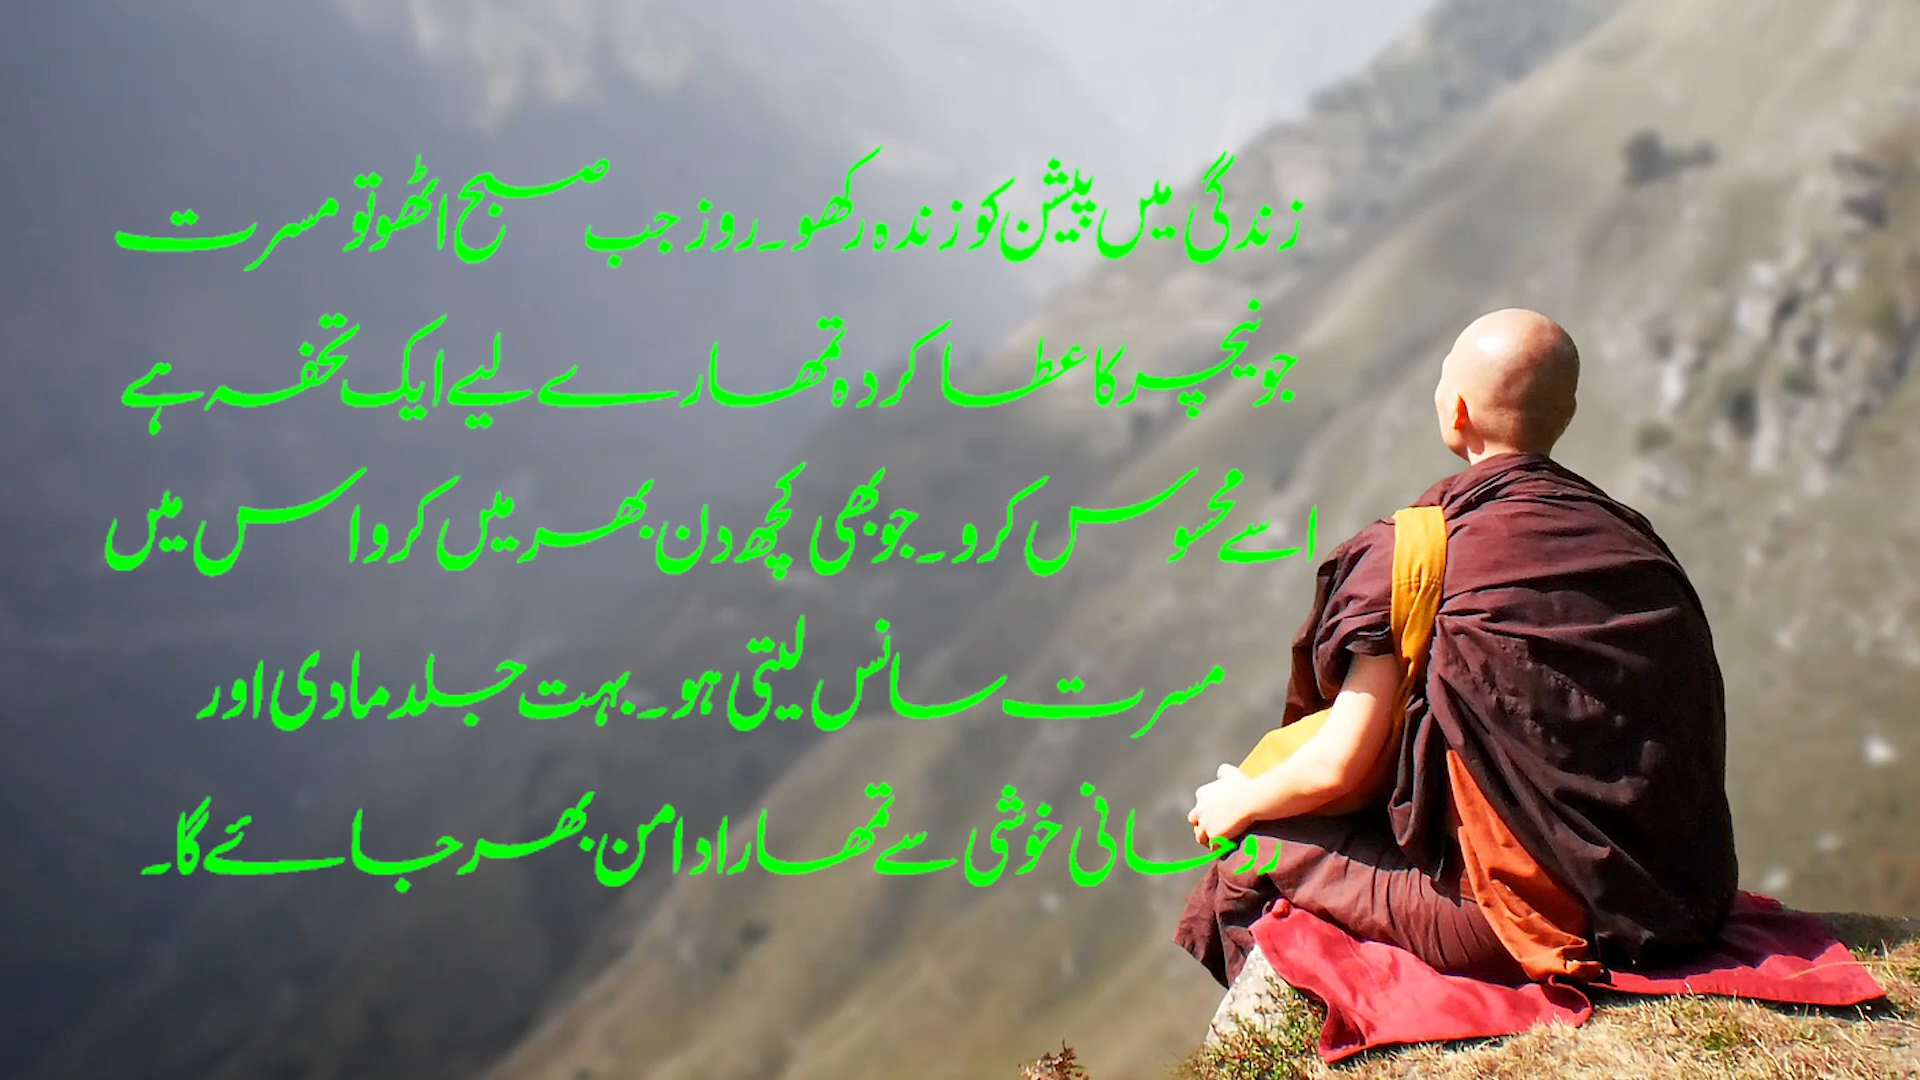 زندگی میں پیشن کو زندہ رکھو۔ روز جب صبح اٹھو تو مسرت
جو نیچر کا عطا کردہ تمھارے لیے ایک تحفہ ہے
اسے محسوس کرو۔ جو بھی کچھ دن بھر میں کرو اس میں
مسرت سانس لیتی ہو۔ بہت جلد مادی اور
روحانی خوشی سے تمھارا دامن بھر جائے گا۔